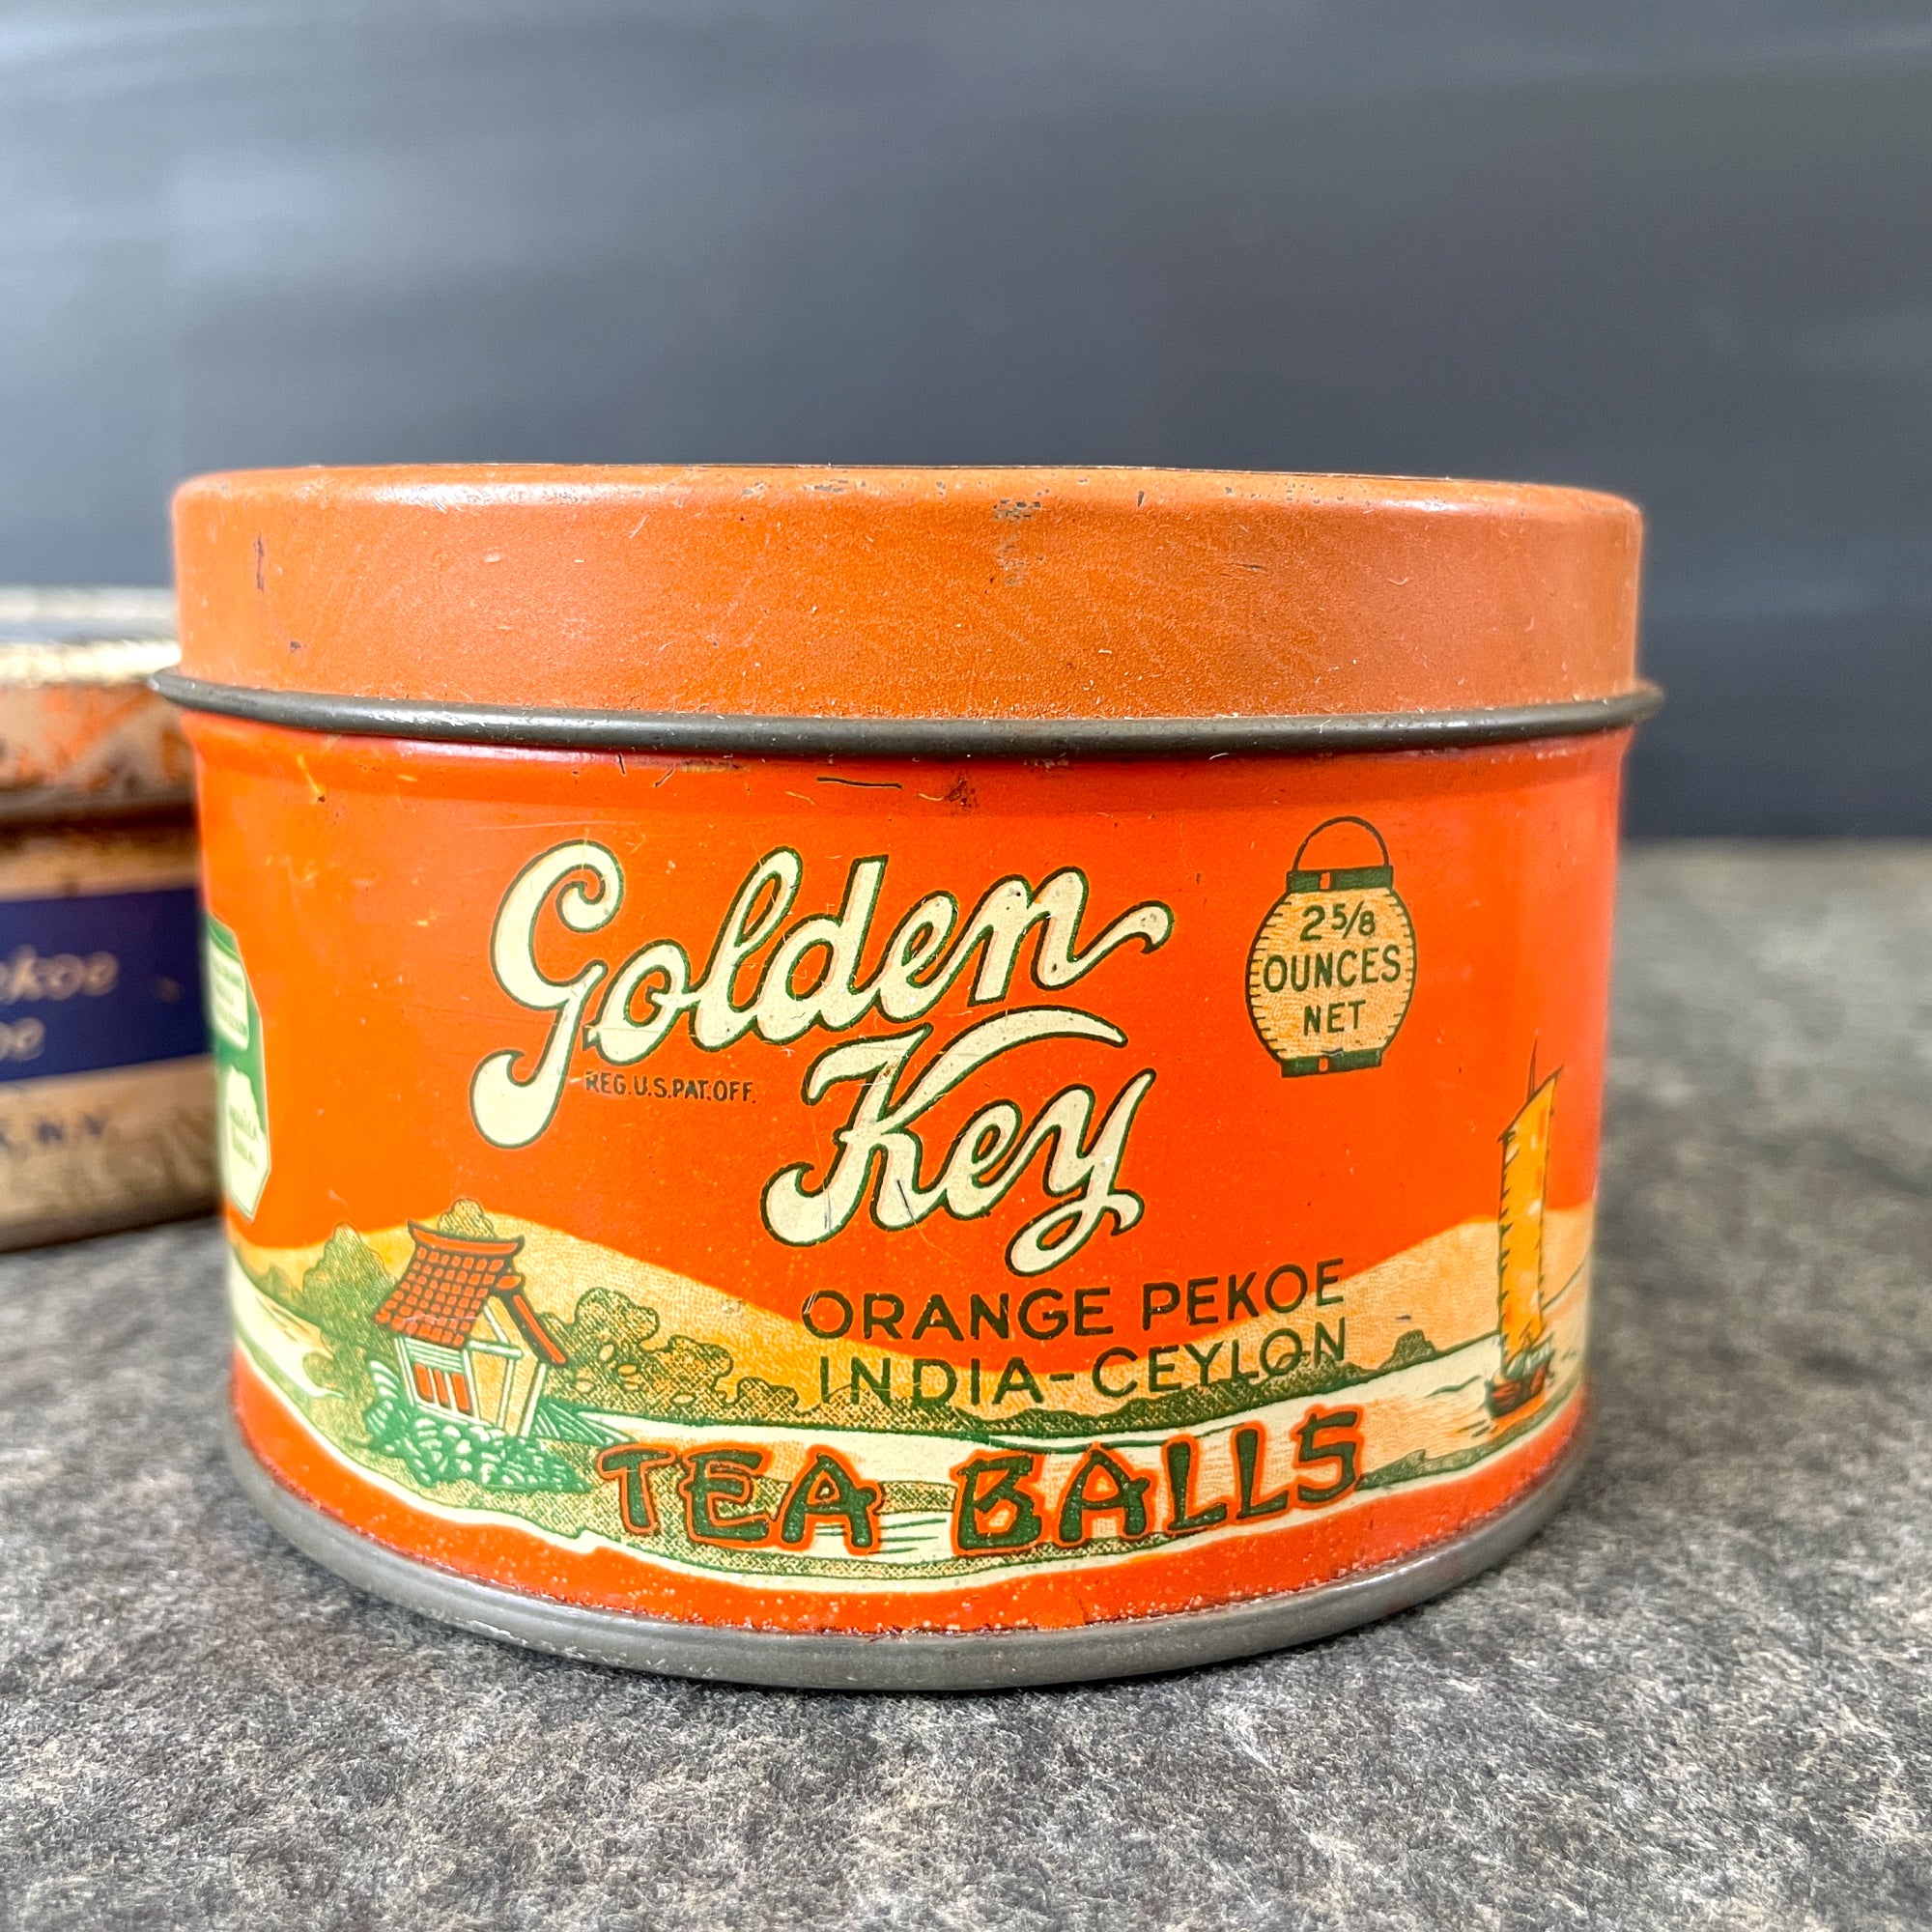 Golden
Key
REG.U.S.PAT.OFF.
2 5/8
OUNCES
NET
ORANGE PEKOE
INDIA-CEYLON
TEA BALLS
N.Y.